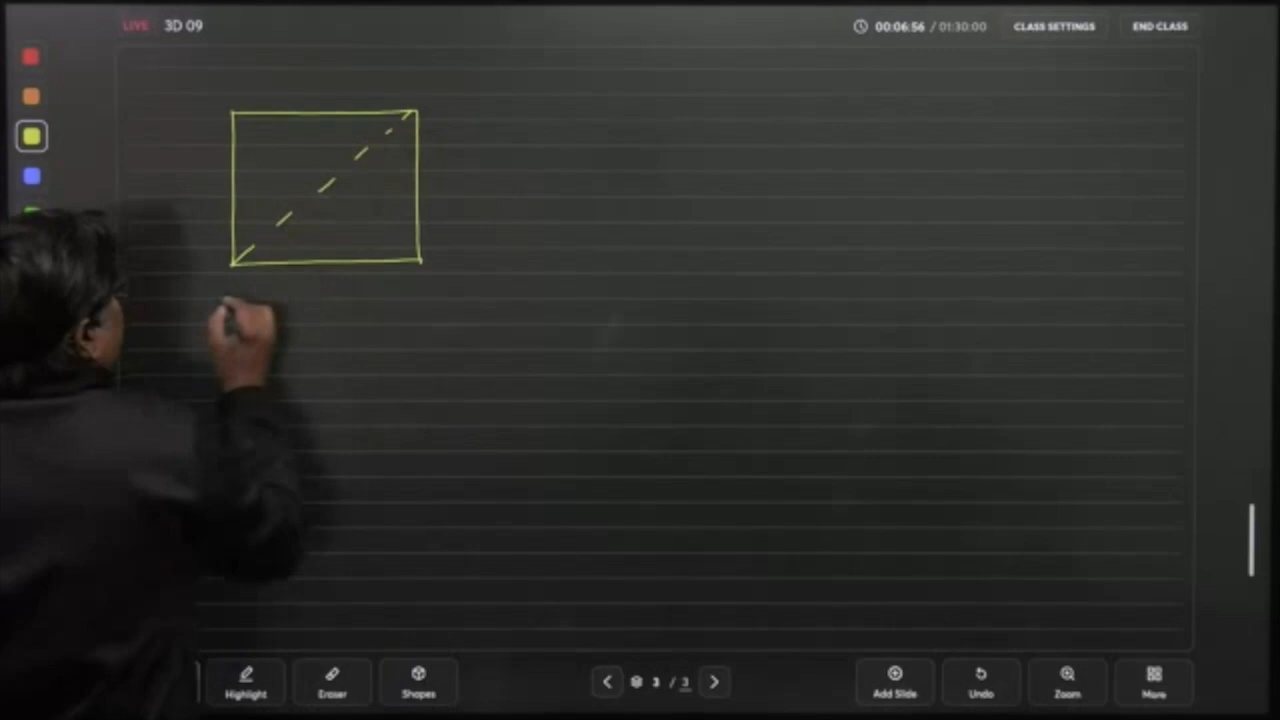 LIVE 3D 09 00:06:56 / 01:30:00 CLASS SETTINGS END CLASS
Highlight Eraser Shapes 3 / 3 Add Slide Undo Zoom More